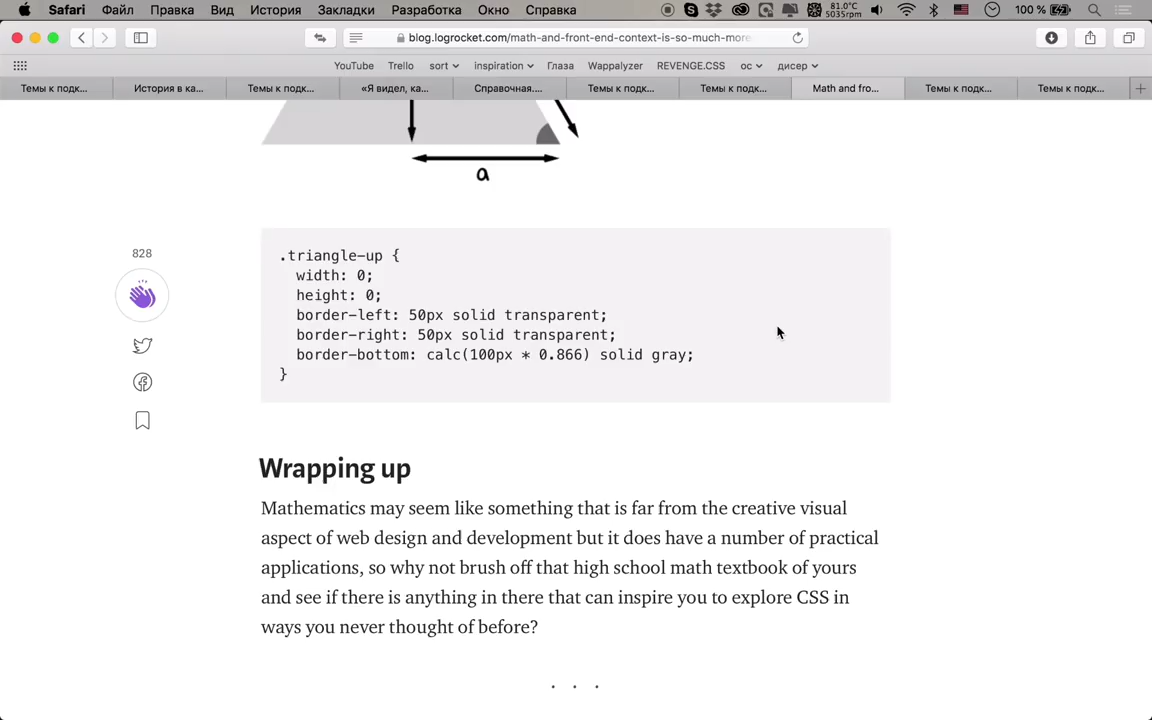 Safari Файл Правка Вид История Закладки Разработка Окно Справка 81.0°C 5035rpm 100 %
blog.logrocket.com/math-and-front-end-context-is-so-much-more...
YouTube Trello sort inspiration Глаза Wappalyzer REVENGE.CSS ос дисер
Темы к подк... История в ка... Темы к подк... «Я видел, ка... Справочная.... Темы к подк... Темы к подк... Math and fro... Темы к подк... Темы к подк...
a
828
.triangle-up {
width: 0;
height: 0;
border-left: 50px solid transparent;
border-right: 50px solid transparent;
border-bottom: calc(100px * 0.866) solid gray;
}
Wrapping up
Mathematics may seem like something that is far from the creative visual
aspect of web design and development but it does have a number of practical
applications, so why not brush off that high school math textbook of yours
and see if there is anything in there that can inspire you to explore CSS in
ways you never thought of before?
. . .